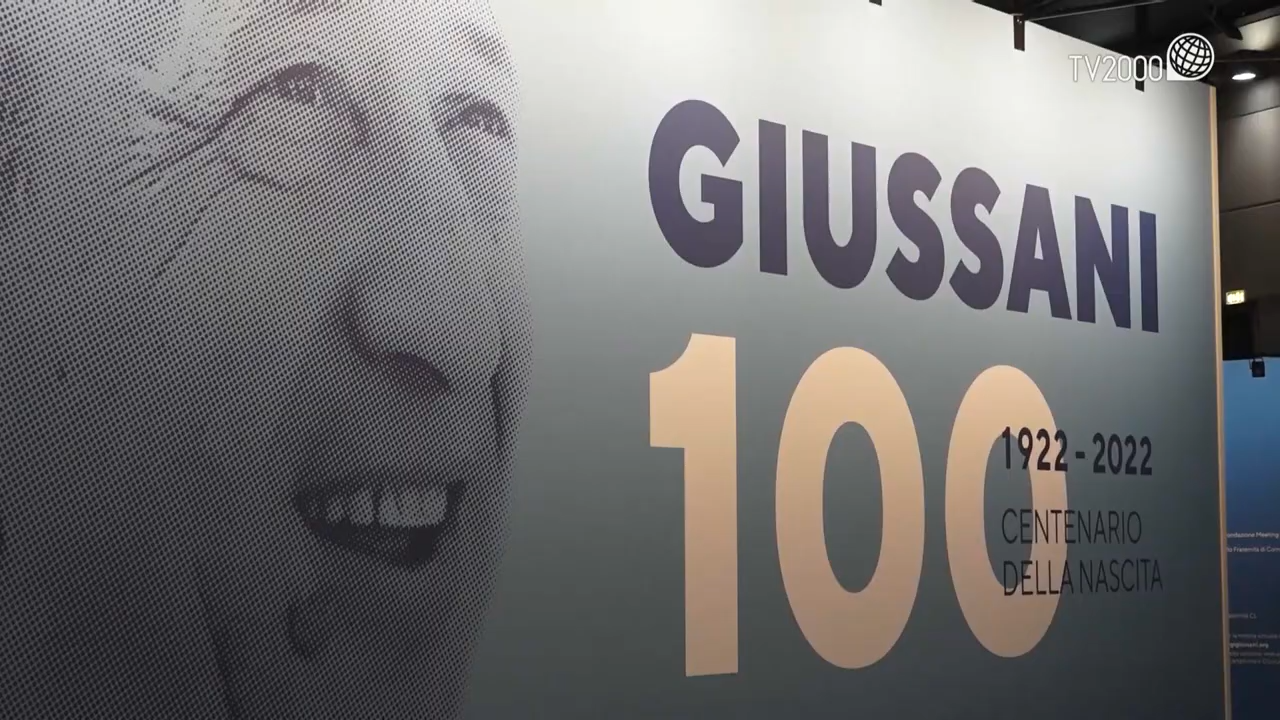 TV2000
GIUSSANI
100
1922-2022
CENTENARIO
DELLA NASCITA